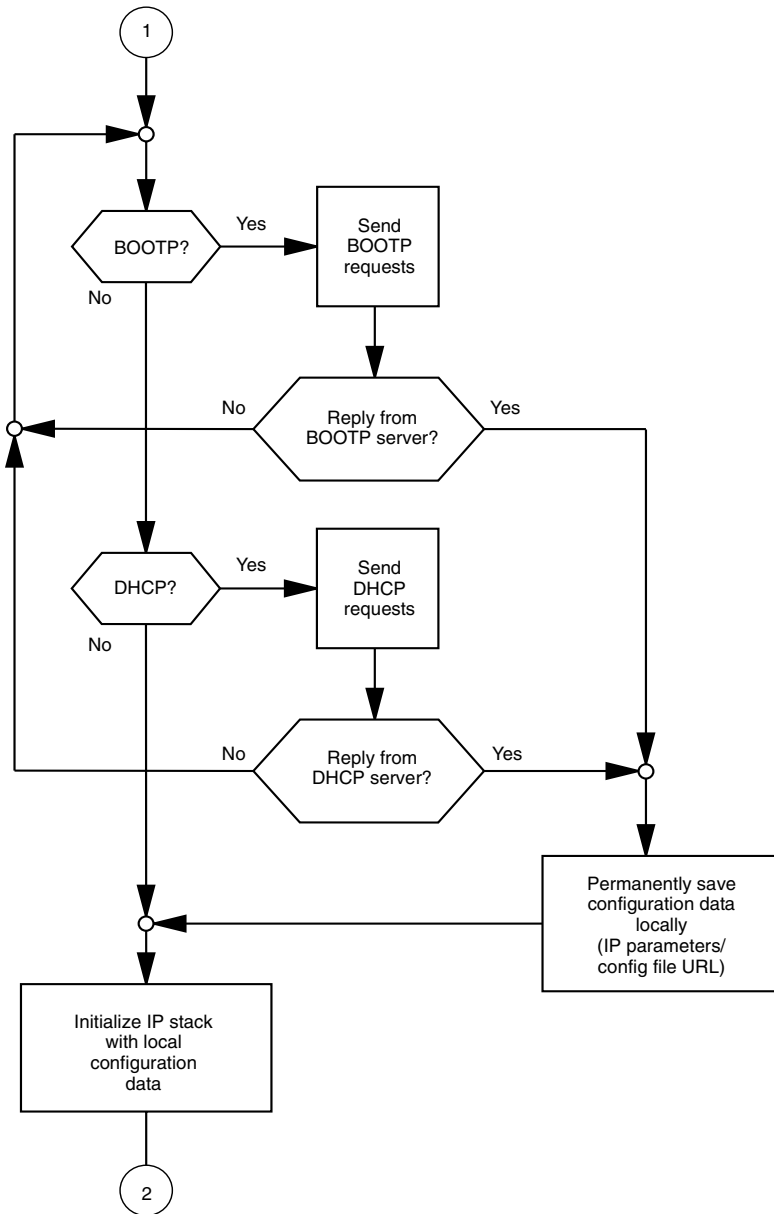 1
BOOTP?
Yes
Send
BOOTP
requests
No
No
Reply from
BOOTP server?
Yes
DHCP?
Yes
Send
DHCP
requests
No
No
Reply from
DHCP server?
Yes
Permanently save
configuration data
locally
(IP parameters/
config file URL)
Initialize IP stack
with local
configuration
data
2